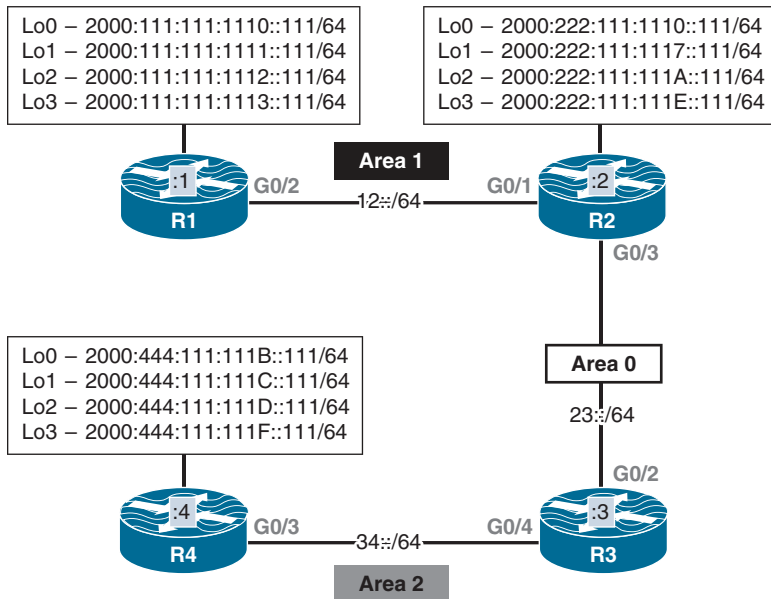 Lo0 – 2000:111:111:1110::111/64
Lo1 – 2000:111:111:1111::111/64
Lo2 – 2000:111:111:1112::111/64
Lo3 – 2000:111:111:1113::111/64
Lo0 – 2000:222:111:1110::111/64
Lo1 – 2000:222:111:1117::111/64
Lo2 – 2000:222:111:111A::111/64
Lo3 – 2000:222:111:111E::111/64
Area 1
:1
G0/2
12::/64
G0/1
:2
R1
R2
G0/3
Lo0 – 2000:444:111:111B::111/64
Lo1 – 2000:444:111:111C::111/64
Lo2 – 2000:444:111:111D::111/64
Lo3 – 2000:444:111:111F::111/64
Area 0
23::/64
G0/2
:4
G0/3
34::/64
G0/4
:3
R4
R3
Area 2